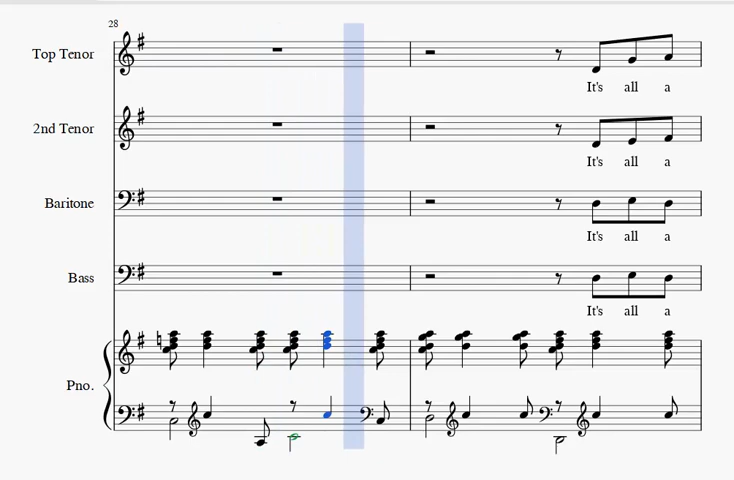 28
Top Tenor
It's all a
2nd Tenor
It's all a
Baritone
It's all a
Bass
It's all a
Pno.